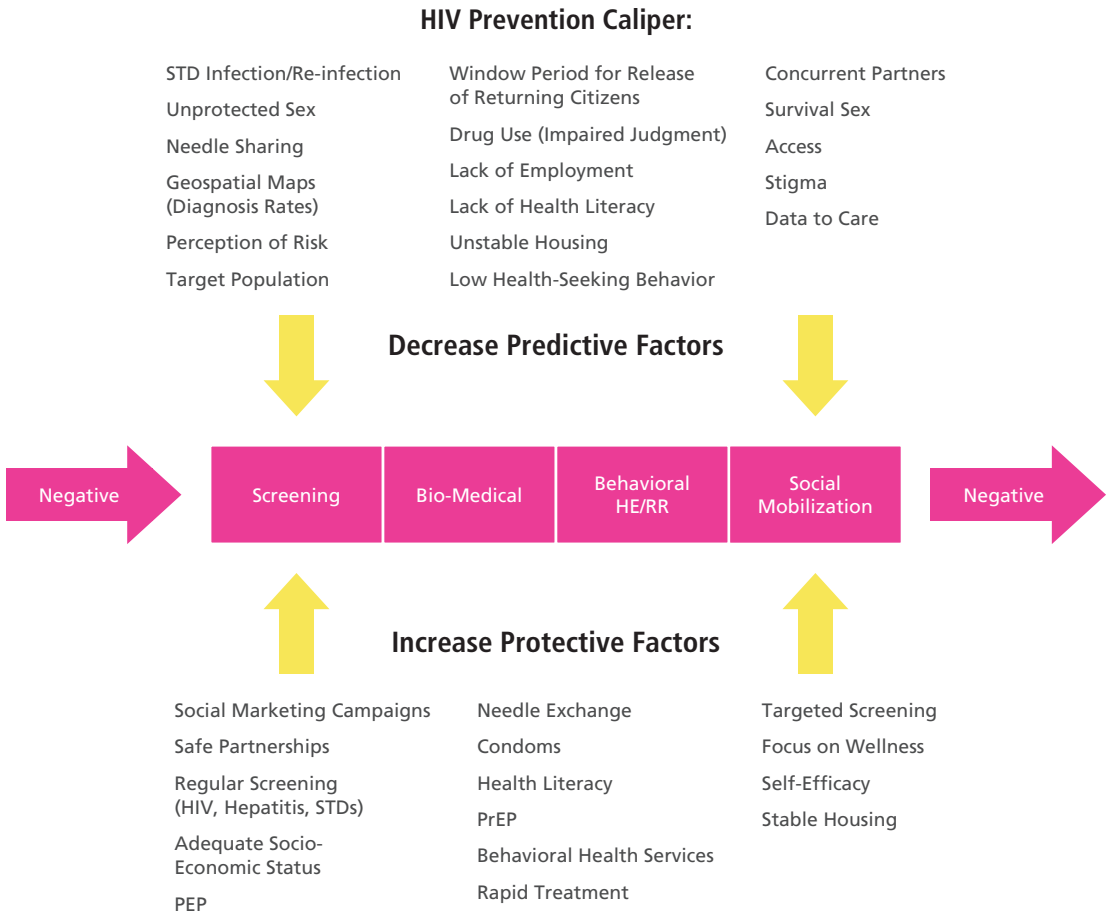 HIV Prevention Caliper:
STD Infection/Re-infection
Unprotected Sex
Needle Sharing
Geospatial Maps
(Diagnosis Rates)
Perception of Risk
Target Population
Window Period for Release
of Returning Citizens
Drug Use (Impaired Judgment)
Lack of Employment
Lack of Health Literacy
Unstable Housing
Low Health-Seeking Behavior
Concurrent Partners
Survival Sex
Access
Stigma
Data to Care
Decrease Predictive Factors
Negative
Screening
Bio-Medical
Behavioral
HE/RR
Social
Mobilization
Negative
Increase Protective Factors
Social Marketing Campaigns
Safe Partnerships
Regular Screening
(HIV, Hepatitis, STDs)
Adequate Socio-
Economic Status
PEP
Needle Exchange
Condoms
Health Literacy
PrEP
Behavioral Health Services
Rapid Treatment
Targeted Screening
Focus on Wellness
Self-Efficacy
Stable Housing